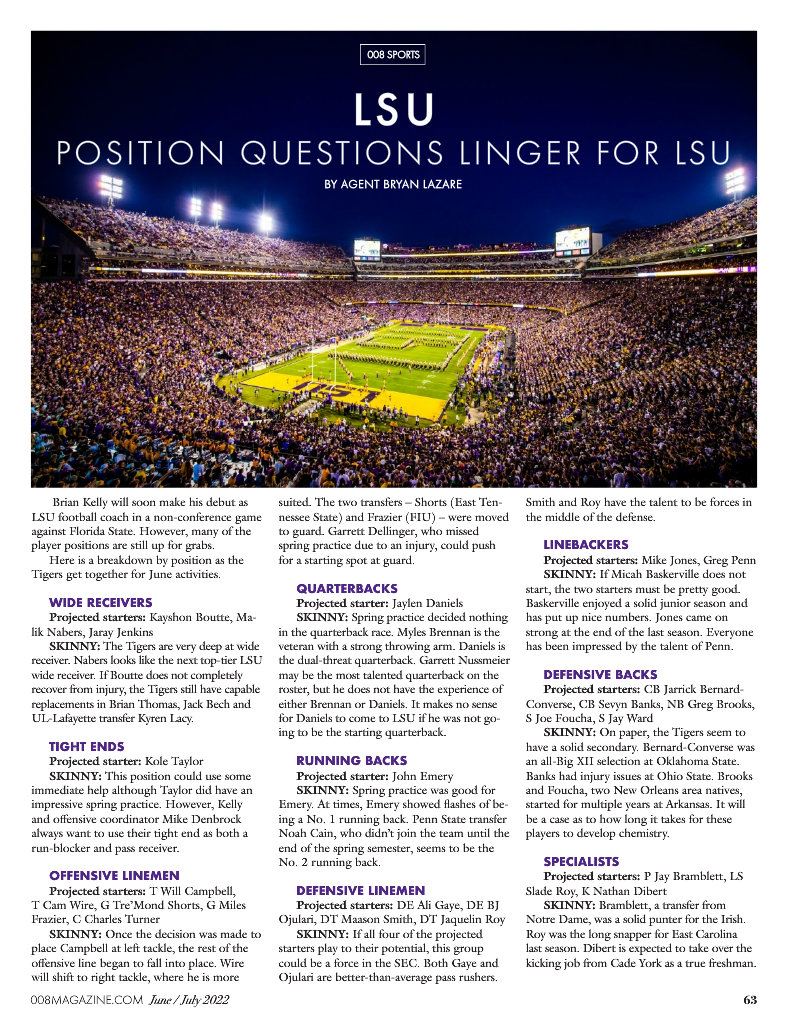 008 SPORTS
LSU
POSITION QUESTIONS LINGER FOR LSU
BY AGENT BRYAN LAZARE
Brian Kelly will soon make his debut as
LSU football coach in a non-conference game
against Florida State. However, many of the
player positions are still up for grabs.
Here is a breakdown by position as the
Tigers get together for June activities.
WIDE RECEIVERS
Projected starters: Kayshon Boutte, Ma-
lik Nabers, Jaray Jenkins
SKINNY: The Tigers are very deep at wide
receiver. Nabers looks like the next top-tier LSU
wide receiver. If Boutte does not completely
recover from injury, the Tigers still have capable
replacements in Brian Thomas, Jack Bech and
UL-Lafayette transfer Kyren Lacy.
TIGHT ENDS
Projected starter: Kole Taylor
SKINNY: This position could use some
immediate help although Taylor did have an
impressive spring practice. However, Kelly
and offensive coordinator Mike Denbrock
always want to use their tight end as both a
run-blocker and pass receiver.
OFFENSIVE LINEMEN
Projected starters: T Will Campbell,
T Cam Wire, G Tre’Mond Shorts, G Miles
Frazier, C Charles Turner
SKINNY: Once the decision was made to
place Campbell at left tackle, the rest of the
offensive line began to fall into place. Wire
will shift to right tackle, where he is more
suited. The two transfers – Shorts (East Ten-
nessee State) and Frazier (FIU) – were moved
to guard. Garrett Dellinger, who missed
spring practice due to an injury, could push
for a starting spot at guard.
QUARTERBACKS
Projected starter: Jaylen Daniels
SKINNY: Spring practice decided nothing
in the quarterback race. Myles Brennan is the
veteran with a strong throwing arm. Daniels is
the dual-threat quarterback. Garrett Nussmeier
may be the most talented quarterback on the
roster, but he does not have the experience of
either Brennan or Daniels. It makes no sense
for Daniels to come to LSU if he was not go-
ing to be the starting quarterback.
RUNNING BACKS
Projected starter: John Emery
SKINNY: Spring practice was good for
Emery. At times, Emery showed flashes of be-
ing a No. 1 running back. Penn State transfer
Noah Cain, who didn’t join the team until the
end of the spring semester, seems to be the
No. 2 running back.
DEFENSIVE LINEMEN
Projected starters: DE Ali Gaye, DE BJ
Ojulari, DT Maason Smith, DT Jaquelin Roy
SKINNY: If all four of the projected
starters play to their potential, this group
could be a force in the SEC. Both Gaye and
Ojulari are better-than-average pass rushers.
Smith and Roy have the talent to be forces in
the middle of the defense.
LINEBACKERS
Projected starters: Mike Jones, Greg Penn
SKINNY: If Micah Baskerville does not
start, the two starters must be pretty good.
Baskerville enjoyed a solid junior season and
has put up nice numbers. Jones came on
strong at the end of the last season. Everyone
has been impressed by the talent of Penn.
DEFENSIVE BACKS
Projected starters: CB Jarrick Bernard-
Converse, CB Sevyn Banks, NB Greg Brooks,
S Joe Foucha, S Jay Ward
SKINNY: On paper, the Tigers seem to
have a solid secondary. Bernard-Converse was
an all-Big XII selection at Oklahoma State.
Banks had injury issues at Ohio State. Brooks
and Foucha, two New Orleans area natives,
started for multiple years at Arkansas. It will
be a case as to how long it takes for these
players to develop chemistry.
SPECIALISTS
Projected starters: P Jay Bramblett, LS
Slade Roy, K Nathan Dibert
SKINNY: Bramblett, a transfer from
Notre Dame, was a solid punter for the Irish.
Roy was the long snapper for East Carolina
last season. Dibert is expected to take over the
kicking job from Cade York as a true freshman.
008MAGAZINE.COM June / July 2022
63